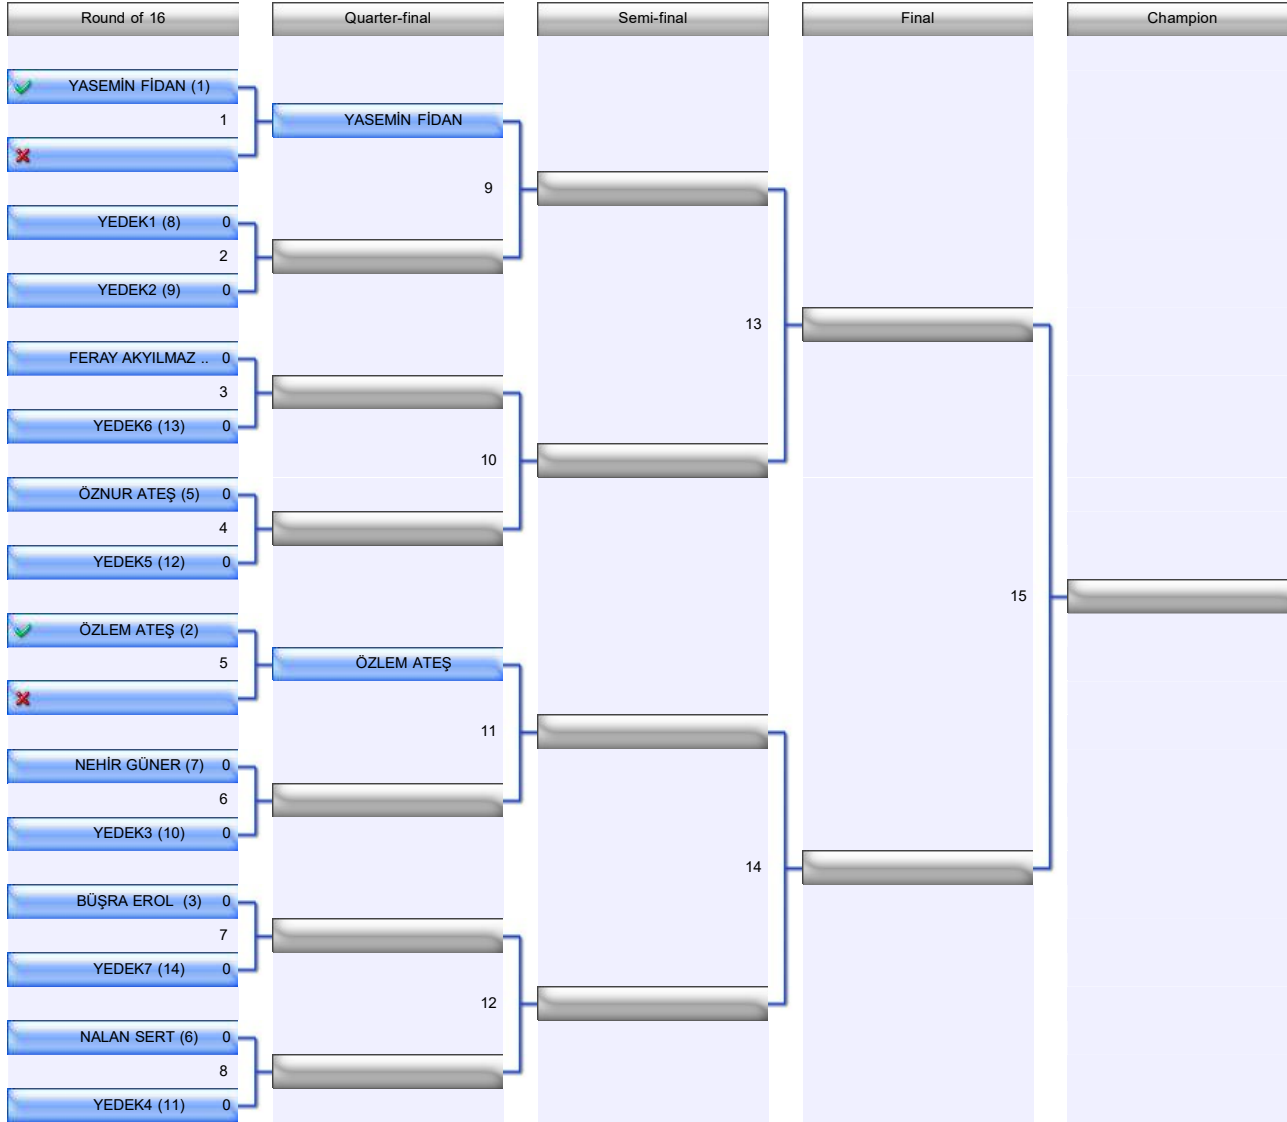 Round of 16
Quarter-final
Semi-final
Final
Champion
YASEMİN FİDAN (1)
1
YASEMİN FİDAN
9
YEDEK1 (8) 0
2
YEDEK2 (9) 0
13
FERAY AKYILMAZ .. 0
3
YEDEK6 (13) 0
10
ÖZNUR ATEŞ (5) 0
4
YEDEK5 (12) 0
15
ÖZLEM ATEŞ (2)
5
ÖZLEM ATEŞ
11
NEHİR GÜNER (7) 0
6
YEDEK3 (10) 0
14
BÜŞRA EROL (3) 0
7
YEDEK7 (14) 0
12
NALAN SERT (6) 0
8
YEDEK4 (11) 0